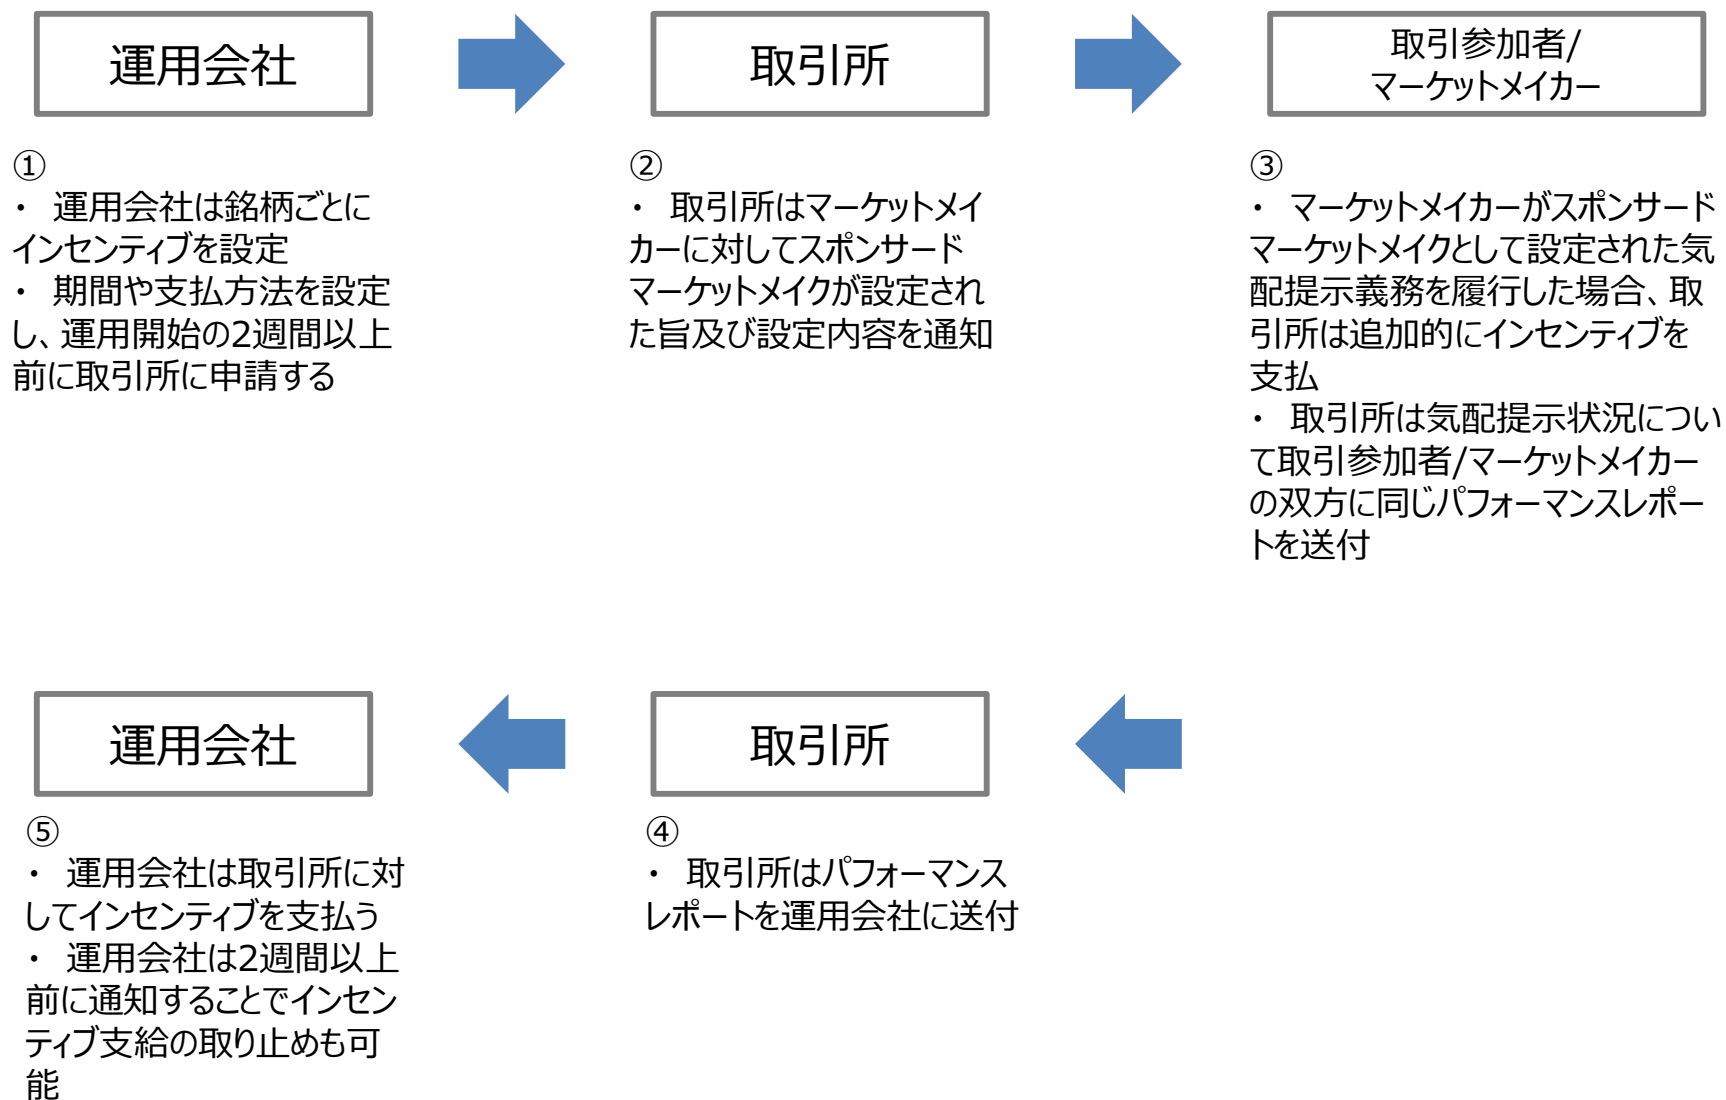 運用会社
取引所
取引参加者/
マーケットメイカー
①
・ 運用会社は銘柄ごとに
インセンティブを設定
・ 期間や支払方法を設定
し、運用開始の2週間以上
前に取引所に申請する
②
・ 取引所はマーケットメイ
カーに対してスポンサード
マーケットメイクが設定され
た旨及び設定内容を通知
③
・ マーケットメイカーがスポンサード
マーケットメイクとして設定された気
配提示義務を履行した場合、取
引所は追加的にインセンティブを
支払
・ 取引所は気配提示状況につい
て取引参加者/マーケットメイカー
の双方に同じパフォーマンスレポー
トを送付
運用会社
取引所
⑤
・ 運用会社は取引所に対
してインセンティブを支払う
・ 運用会社は2週間以上
前に通知することでインセン
ティブ支給の取り止めも可
能
④
・ 取引所はパフォーマンス
レポートを運用会社に送付